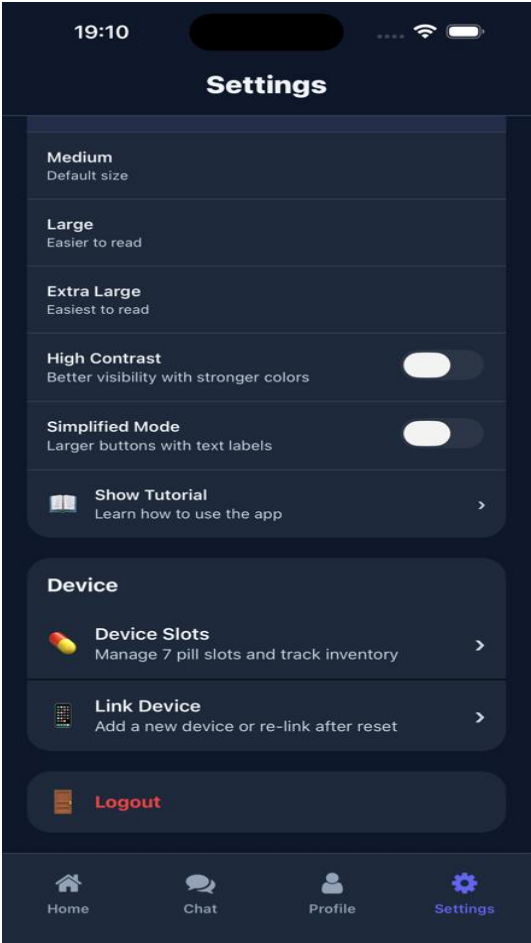 19:10
Settings
Medium
Default size
Large
Easier to read
Extra Large
Easiest to read
High Contrast
Better visibility with stronger colors
Simplified Mode
Larger buttons with text labels
Show Tutorial
Learn how to use the app
Device
Device Slots
Manage 7 pill slots and track inventory
Link Device
Add a new device or re-link after reset
Logout
Home
Chat
Profile
Settings